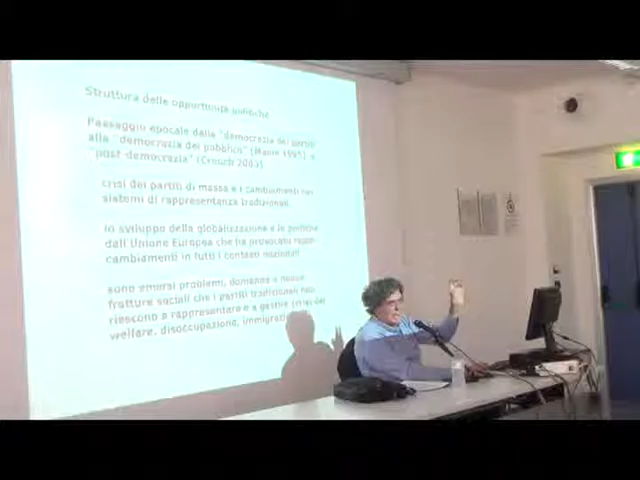 Struttura delle opportunità politiche
Passaggio epocale dalla "democrazia dei partiti"
alla "democrazia del pubblico" (Manin 1995) e
"post-democrazia" (Crouch 2003).
crisi dei partiti di massa e i cambiamenti nei
sistemi di rappresentanza tradizionali.
lo sviluppo della globalizzazione e le politiche
dell'Unione Europea che ha provocato
cambiamenti in tutti i contesti nazionali
sono emersi problemi, domande e nuove
fratture sociali che i partiti tradizionali non
riescono a rappresentare e a gestire (crisi del
welfare, disoccupazione,